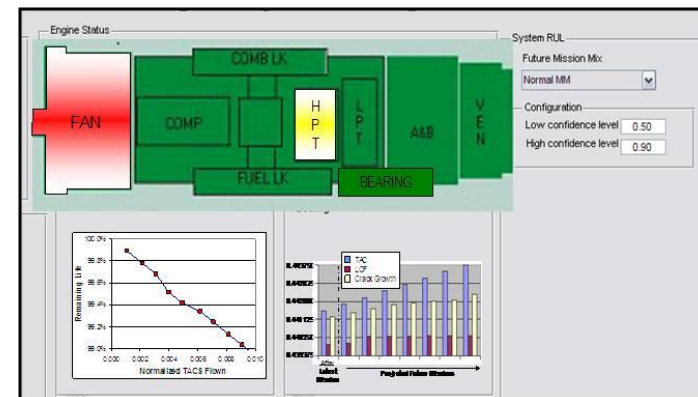 Engine Status
COMB LK
FAN
COMP
HPT
LPT
A&B
VEN
FUEL LK
BEARING
System RUL
Future Mission Mix
Normal MM
Configuration
Low confidence level 0.50
High confidence level 0.90
100.0%
99.8%
99.6%
99.4%
99.2%
99.0%
Remaining Life
0.000 0.002 0.004 0.006 0.008 0.010
Normalized TACS Flown
TAC
LCF
Crack Growth
After
Latest
Mission
Projected Future Missions